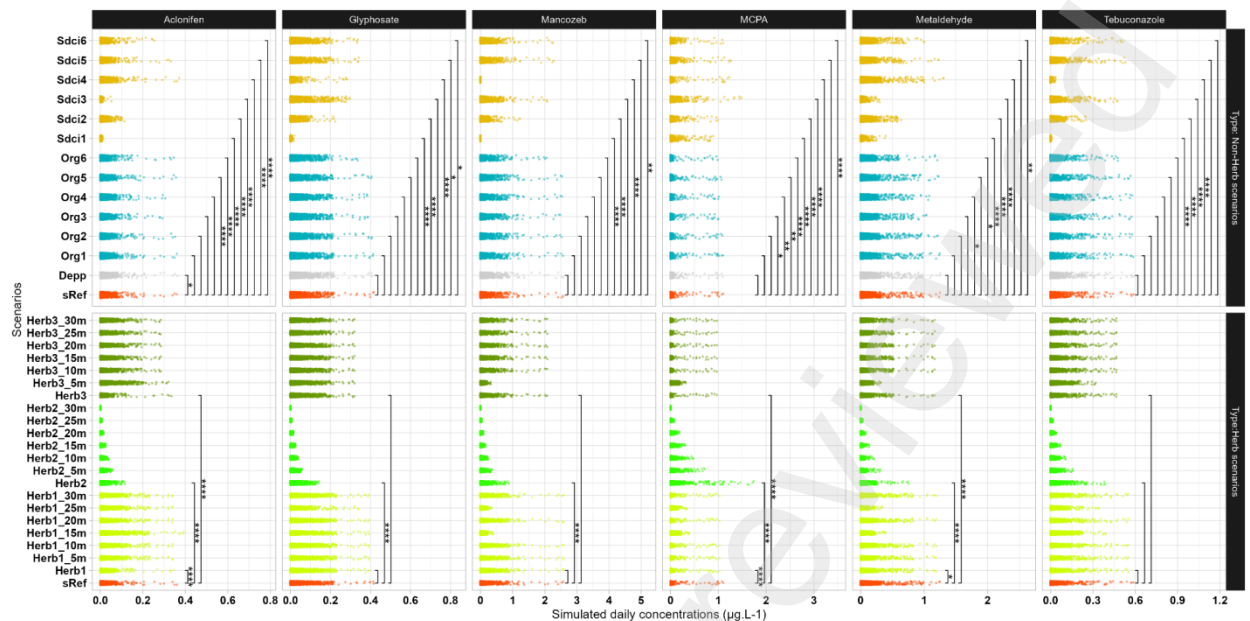 Aclonifen Glyphosate Mancozeb MCPA Metaldehyde Tebuconazole
Sdci6
Sdci5
Sdci4
Sdci3
Sdci2
Sdci1
Org6
Org5
Org4
Org3
Org2
Org1
Depp
sRef
Type: Non-Herb scenarios
Scenarios
Herb3_30m
Herb3_25m
Herb3_20m
Herb3_15m
Herb3_10m
Herb3_5m
Herb3
Herb2_30m
Herb2_25m
Herb2_20m
Herb2_15m
Herb2_10m
Herb2_5m
Herb2
Herb1_30m
Herb1_25m
Herb1_20m
Herb1_15m
Herb1_10m
Herb1_5m
Herb1
sRef
Type:Herb scenarios
0.0 0.2 0.4 0.6 0.8 0.0 0.2 0.4 0.6 0.8 0 1 2 3 4 5 0 1 2 3 0 1 2 0.0 0.3 0.6 0.9 1.2
Simulated daily concentrations (µg.L-1)
reviewed